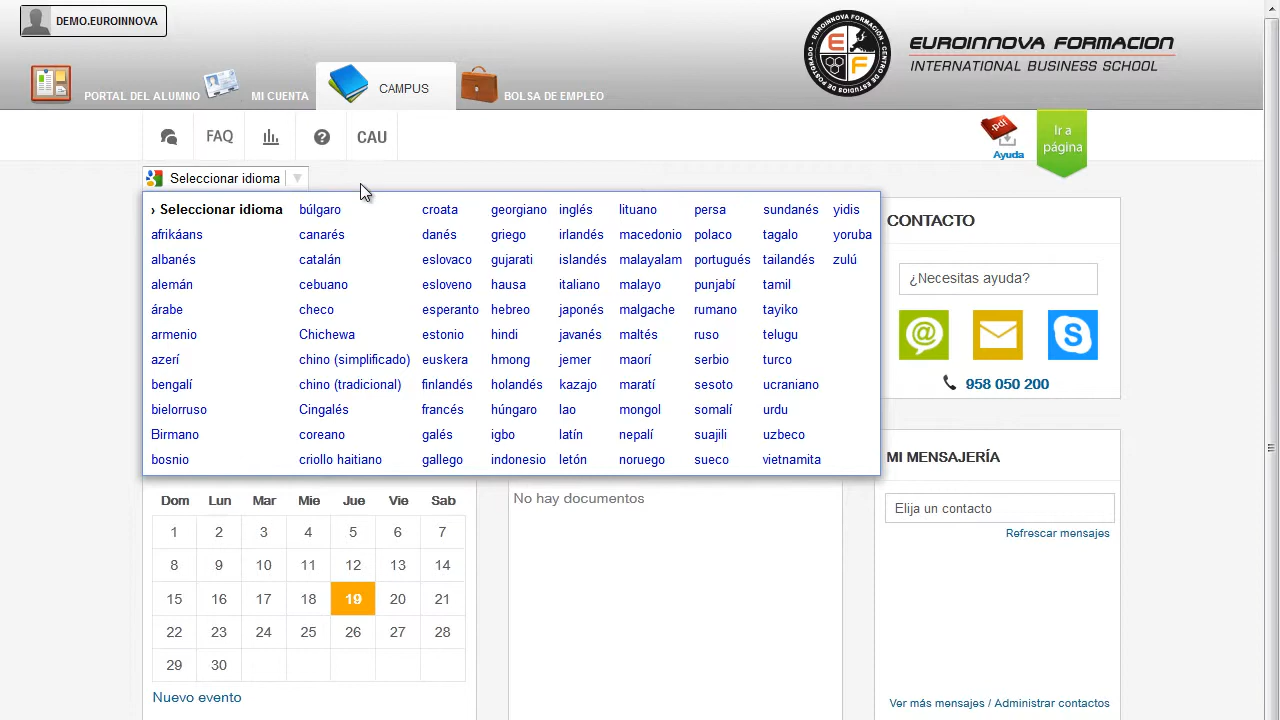 DEMO.EUROINNOVA
EUROINNOVA FORMACION
INTERNATIONAL BUSINESS SCHOOL
EUROINNOVA FORMACIÓN
CENTRO DE ESTUDIOS DE POSTGRADO
E F
PORTAL DEL ALUMNO MI CUENTA CAMPUS BOLSA DE EMPLEO
FAQ ? CAU
.pdf
Ayuda
Ir a
página
Seleccionar idioma
› Seleccionar idioma búlgaro croata georgiano inglés lituano persa sundanés yidis
afrikáans canarés danés griego irlandés macedonio polaco tagalo yoruba
albanés catalán eslovaco gujarati islandés malayalam portugués tailandés zulú
alemán cebuano esloveno hausa italiano malayo punjabí tamil
árabe checo esperanto hebreo japonés malgache rumano tayiko
armenio Chichewa estonio hindi javanés maltés ruso telugu
azerí chino (simplificado) euskera hmong jemer maorí serbio turco
bengalí chino (tradicional) finlandés holandés kazajo maratí sesoto ucraniano
bielorruso Cingalés francés húngaro lao mongol somalí urdu
Birmano coreano galés igbo latín nepalí suajili uzbeco
bosnio criollo haitiano gallego indonesio letón noruego sueco vietnamita
CONTACTO
¿Necesitas ayuda?
@ S
958 050 200
MI MENSAJERÍA
Elija un contacto
Refrescar mensajes
Ver más mensajes / Administrar contactos
Dom Lun Mar Mie Jue Vie Sab
1 2 3 4 5 6 7
8 9 10 11 12 13 14
15 16 17 18 19 20 21
22 23 24 25 26 27 28
29 30
Nuevo evento
No hay documentos